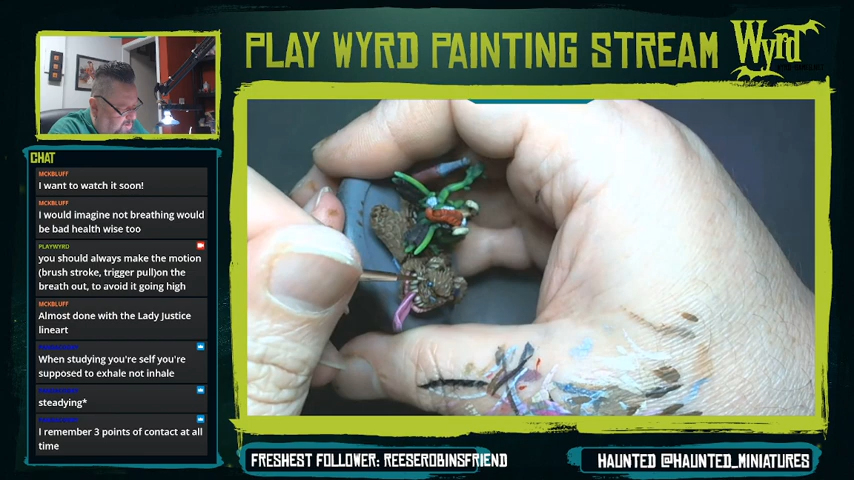 PLAY WYRD PAINTING STREAM
Wyrd
CHAT
MCKBLUFF
I want to watch it soon!
MCKBLUFF
I would imagine not breathing would
be bad health wise too
PLAYWYRD
you should always make the motion
(brush stroke, trigger pull)on the
breath out, to avoid it going high
MCKBLUFF
Almost done with the Lady Justice
lineart
When studying you're self you're
supposed to exhale not inhale
steadying*
I remember 3 points of contact at all
time
FRESHEST FOLLOWER: REESEROBINSFRIEND
HAUNTED @HAUNTED_MINIATURES